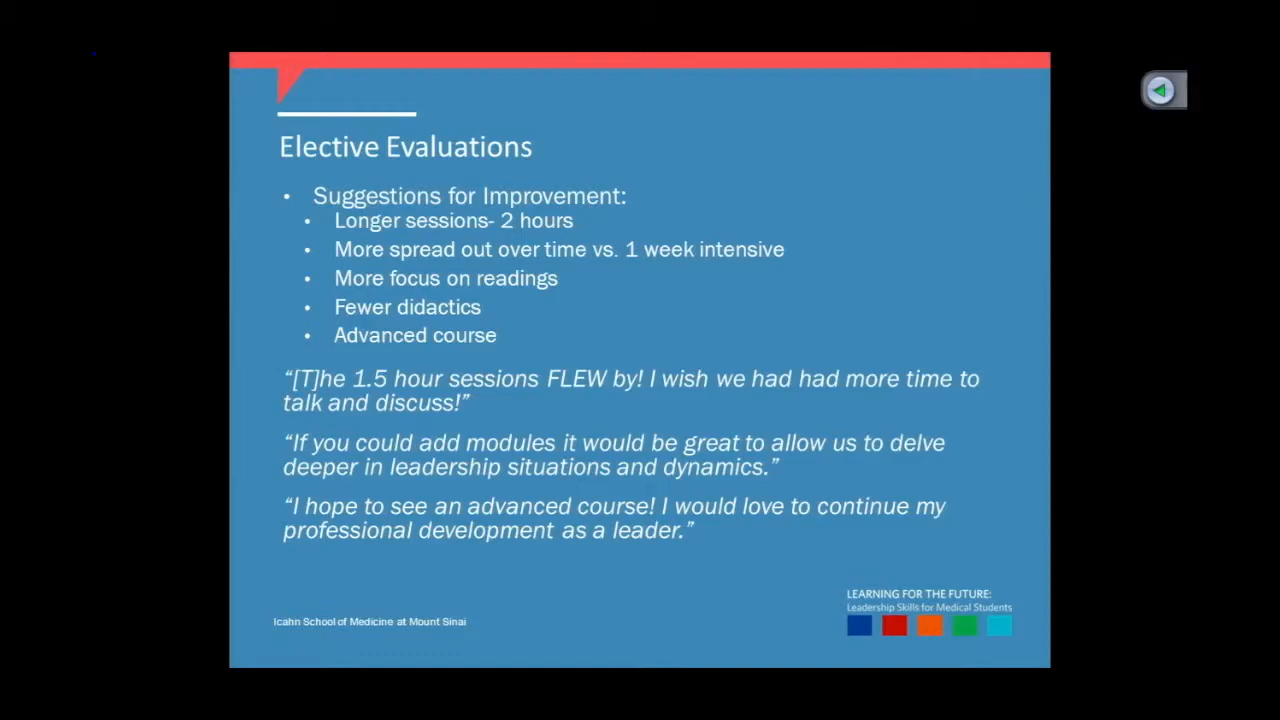 Elective Evaluations
• Suggestions for Improvement:
• Longer sessions- 2 hours
• More spread out over time vs. 1 week intensive
• More focus on readings
• Fewer didactics
• Advanced course
“[T]he 1.5 hour sessions FLEW by! I wish we had had more time to
talk and discuss!”
“If you could add modules it would be great to allow us to delve
deeper in leadership situations and dynamics.”
“I hope to see an advanced course! I would love to continue my
professional development as a leader.”
LEARNING FOR THE FUTURE:
Leadership Skills for Medical Students
Icahn School of Medicine at Mount Sinai